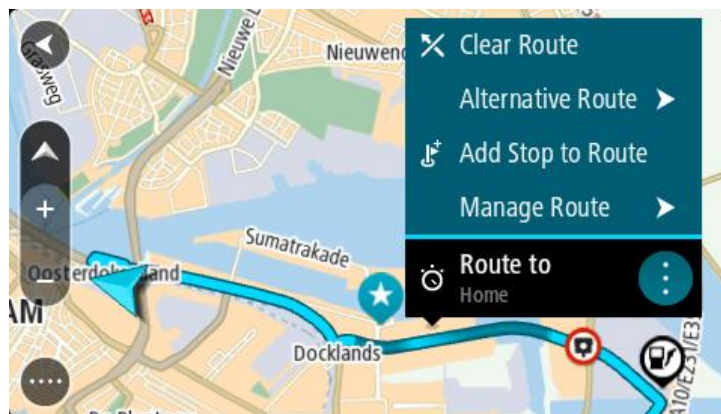 Grasweg
Nieuwe L
Nieuwend
Clear Route
Alternative Route
Add Stop to Route
Manage Route
Route to
Home
Sumatrakade
AM
Docklands
A10/E231/E3